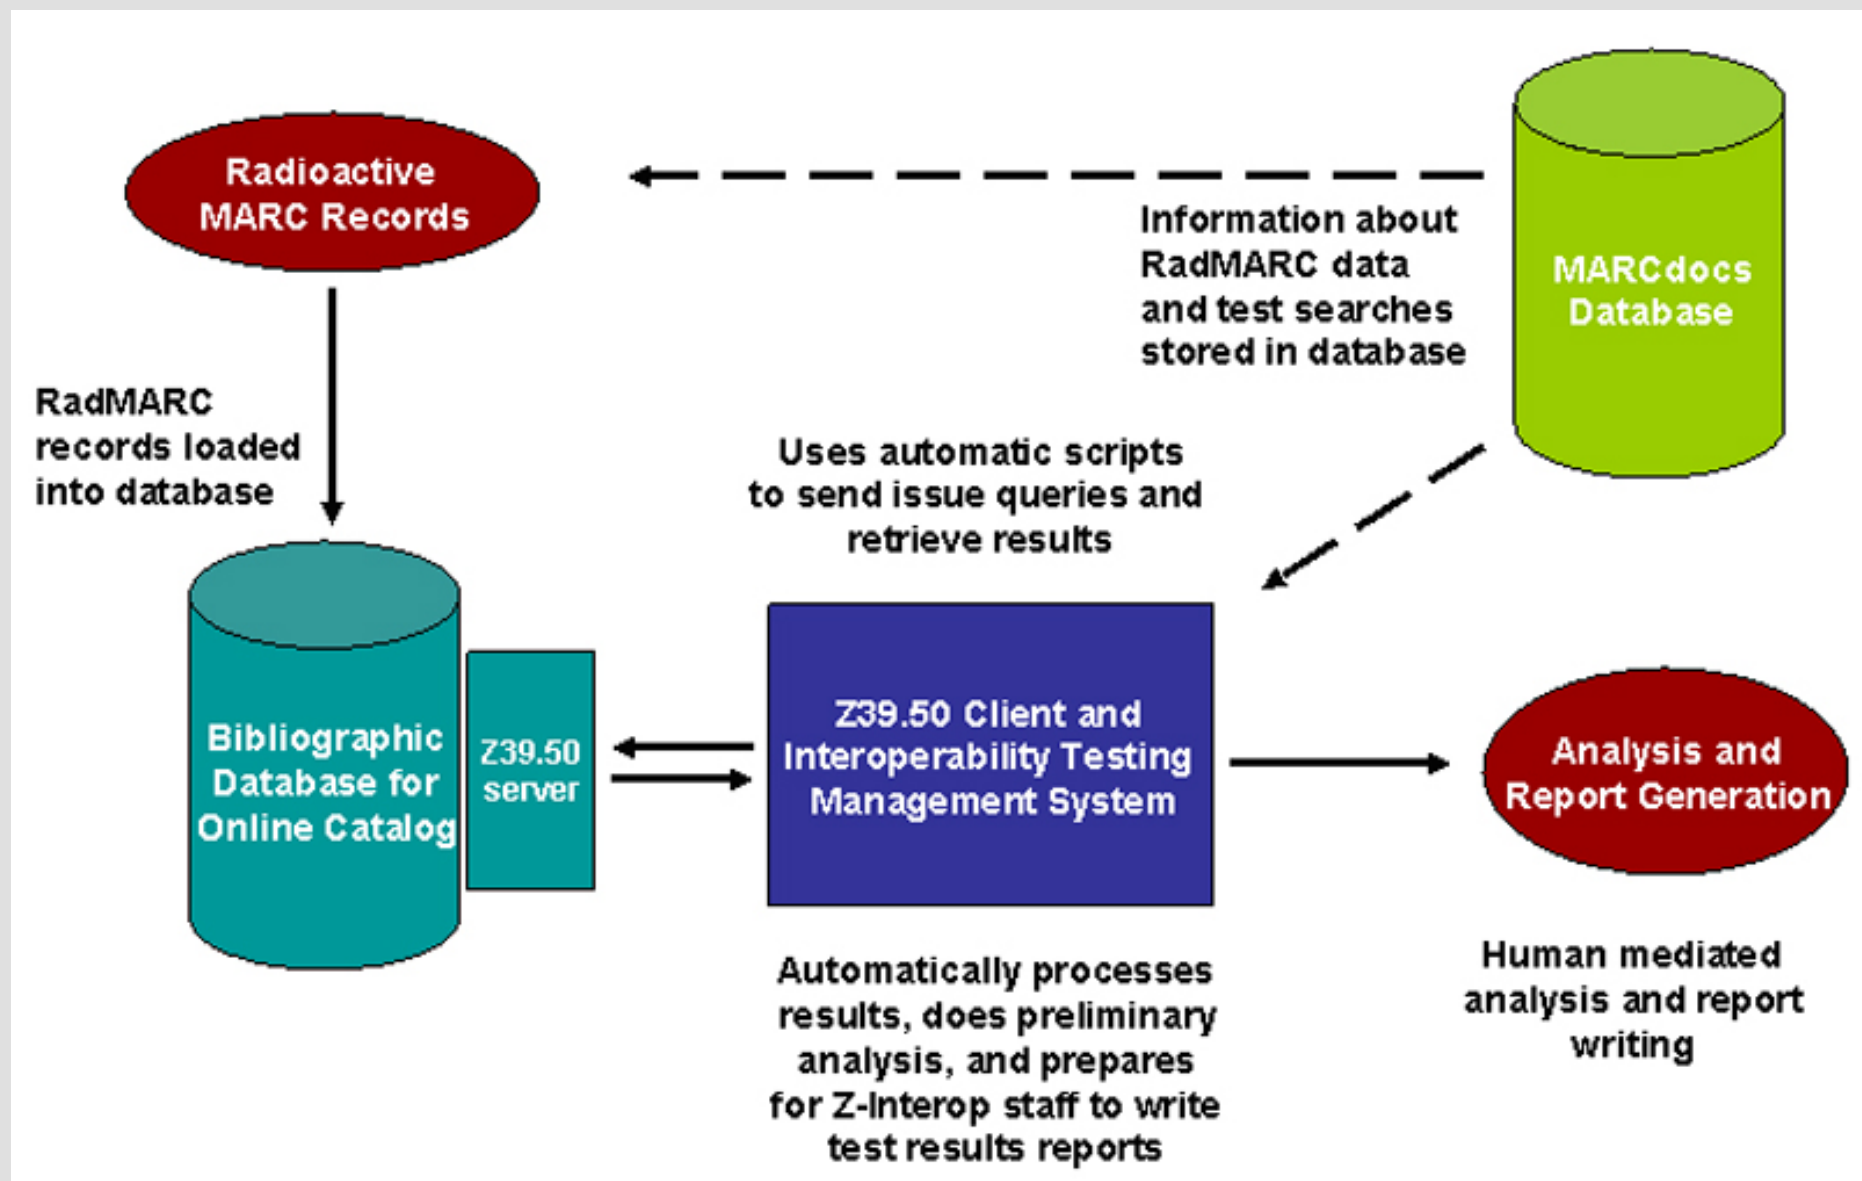 Radioactive
MARC Records
Information about
RadMARC data
and test searches
stored in database
MARCdocs
Database
RadMARC
records loaded
into database
Uses automatic scripts
to send issue queries and
retrieve results
Bibliographic
Database for
Online Catalog
Z39.50
server
Z39.50 Client and
Interoperability Testing
Management System
Analysis and
Report Generation
Automatically processes
results, does preliminary
analysis, and prepares
for Z-Interop staff to write
test results reports
Human mediated
analysis and report
writing